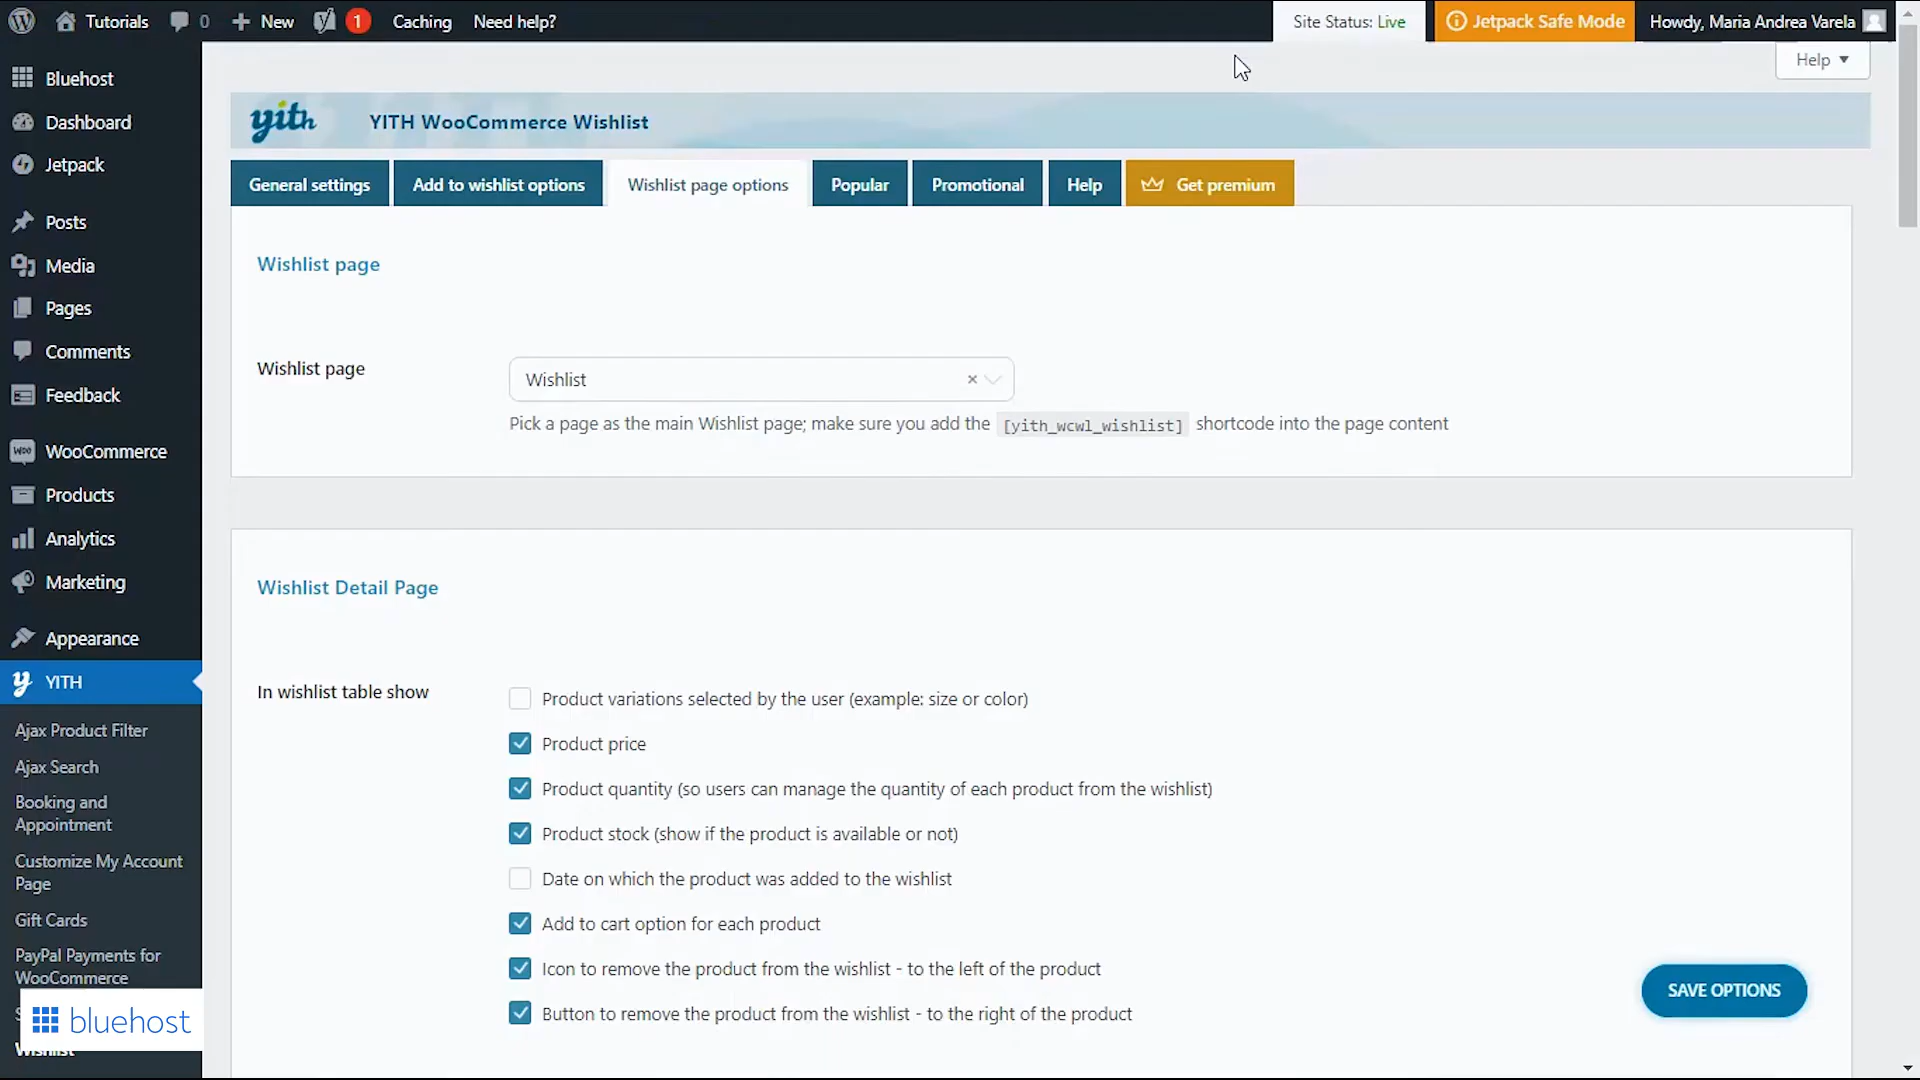 Tutorials 0 New 1 Caching Need help? Site Status: Live Jetpack Safe Mode Howdy, Maria Andrea Varela
Help
Bluehost
Dashboard
Jetpack
Posts
Media
Pages
Comments
Feedback
WooCommerce
Products
Analytics
Marketing
Appearance
YITH
Ajax Product Filter
Ajax Search
Booking and
Appointment
Customize My Account
Page
Gift Cards
PayPal Payments for
WooCommerce
bluehost
Wishlist
yith YITH WooCommerce Wishlist
General settings Add to wishlist options Wishlist page options Popular Promotional Help Get premium
Wishlist page
Wishlist page Wishlist
Pick a page as the main Wishlist page; make sure you add the [yith_wcwl_wishlist] shortcode into the page content
Wishlist Detail Page
In wishlist table show Product variations selected by the user (example: size or color)
Product price
Product quantity (so users can manage the quantity of each product from the wishlist)
Product stock (show if the product is available or not)
Date on which the product was added to the wishlist
Add to cart option for each product
Icon to remove the product from the wishlist - to the left of the product
Button to remove the product from the wishlist - to the right of the product
SAVE OPTIONS